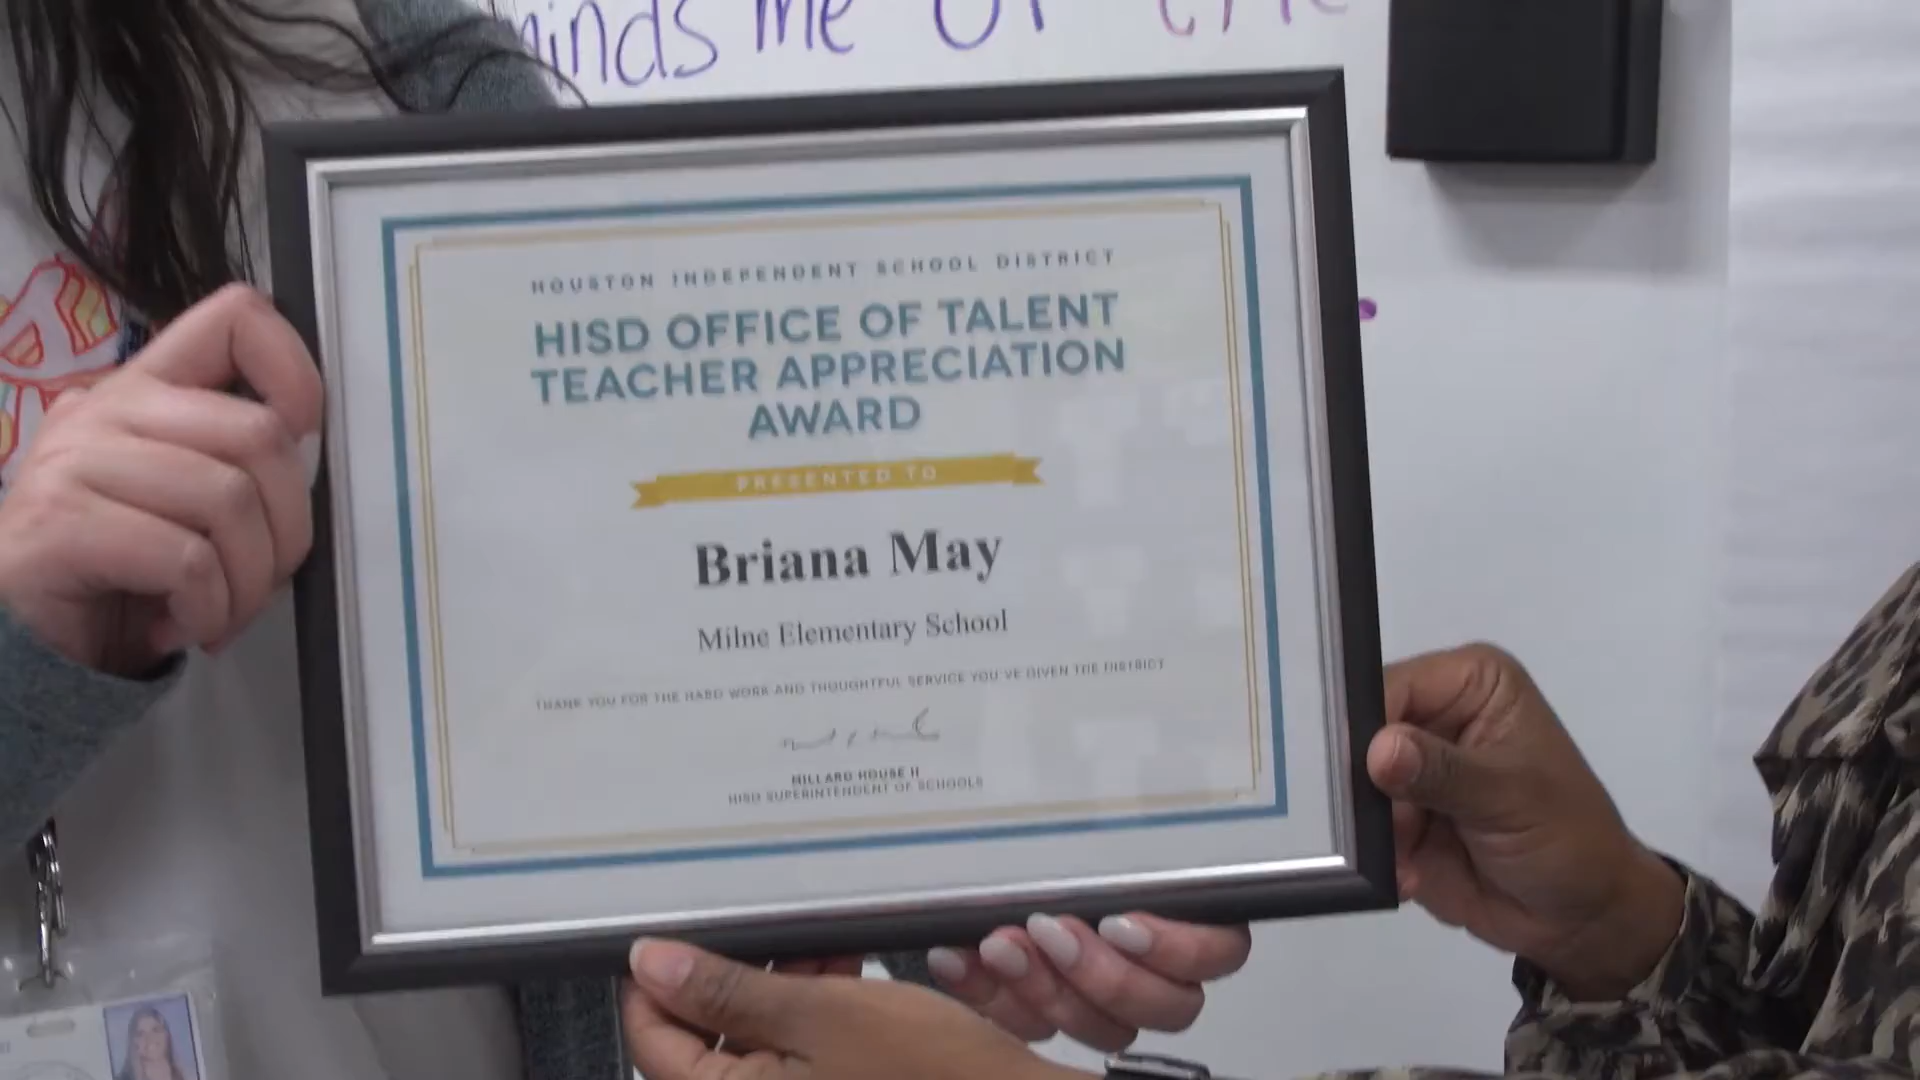 inds me of the
HOUSTON INDEPENDENT SCHOOL DISTRICT
HISD OFFICE OF TALENT
TEACHER APPRECIATION
AWARD
PRESENTED TO
Briana May
Milne Elementary School
THANK YOU FOR THE HARD WORK AND THOUGHTFUL SERVICE YOU'VE GIVEN THE DISTRICT
MILLARD HOUSE II
HISD SUPERINTENDENT OF SCHOOLS